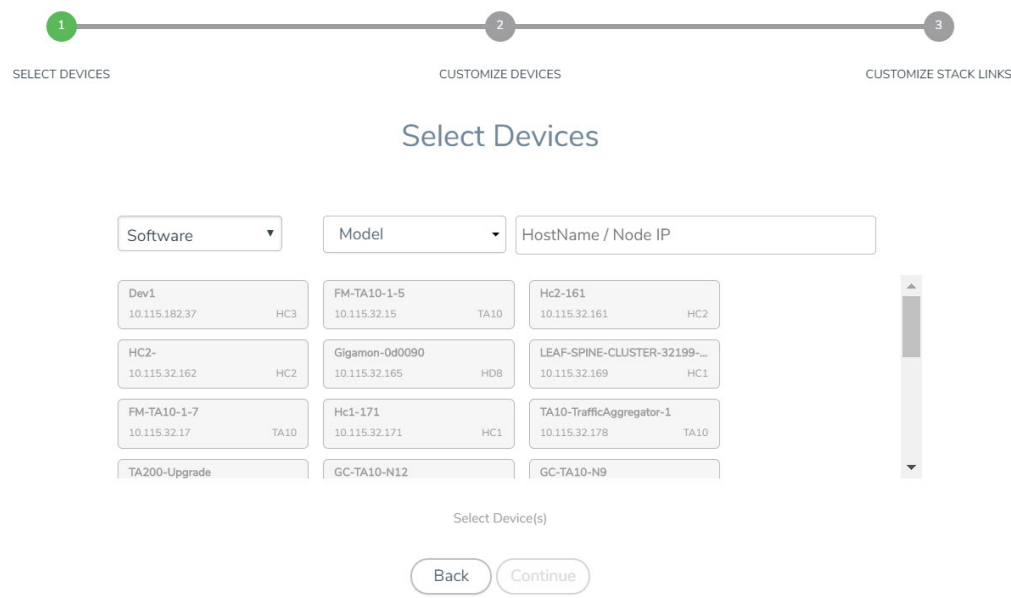 1 2 3
SELECT DEVICES CUSTOMIZE DEVICES CUSTOMIZE STACK LINKS
Select Devices
Software Model HostName / Node IP
Dev1 FM-TA10-1-5 Hc2-161
10.115.182.37 HC3 10.115.32.15 TA10 10.115.32.161 HC2
HC2- Gigamon-0d0090 LEAF-SPINE-CLUSTER-32199-...
10.115.32.162 HC2 10.115.32.165 HD8 10.115.32.169 HC1
FM-TA10-1-7 Hc1-171 TA10-TrafficAggregator-1
10.115.32.17 TA10 10.115.32.171 HC1 10.115.32.178 TA10
TA200-Upgrade GC-TA10-N12 GC-TA10-N9
Select Device(s)
Back Continue